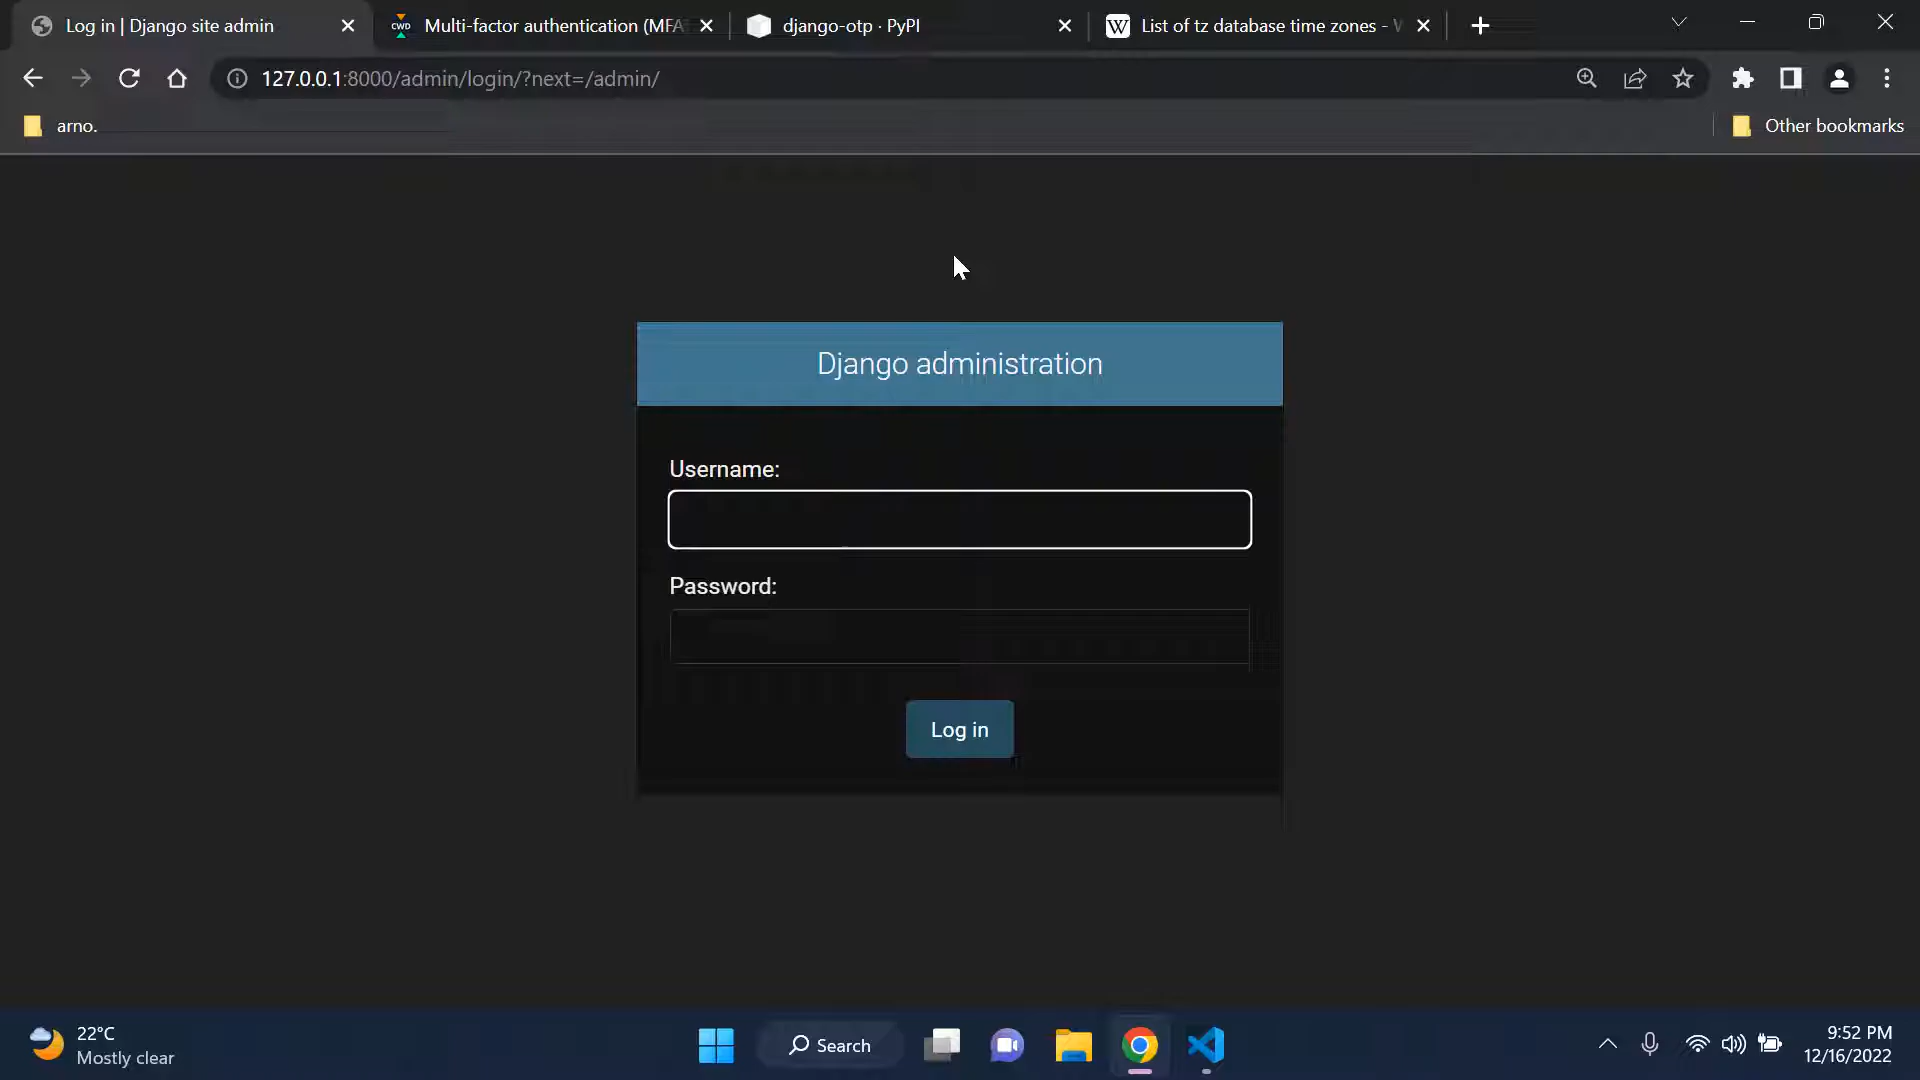 Log in | Django site admin
CWD
Multi-factor authentication (MFA
django-otp · PyPI
W
List of tz database time zones - W
127.0.0.1:8000/admin/login/?next=/admin/
arno.
Other bookmarks
Django administration
Username:
Password:
Log in
22°C
Mostly clear
Search
9:52 PM
12/16/2022